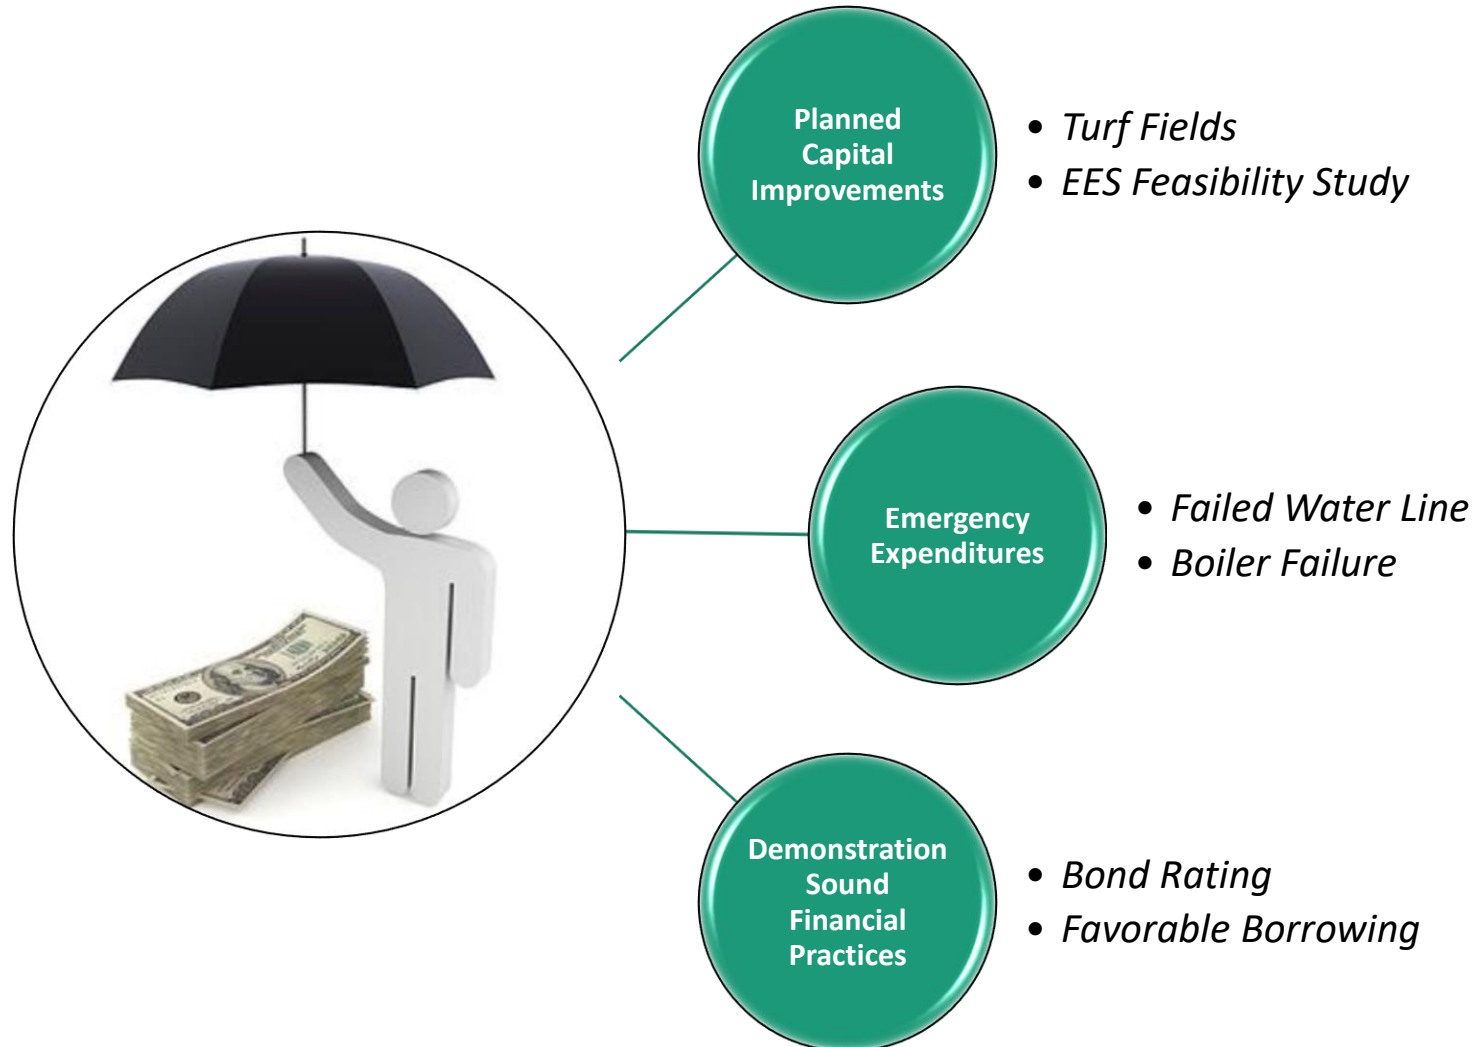 Planned
Capital
Improvements
• Turf Fields
• EES Feasibility Study
Emergency
Expenditures
• Failed Water Line
• Boiler Failure
Demonstration
Sound
Financial
Practices
• Bond Rating
• Favorable Borrowing